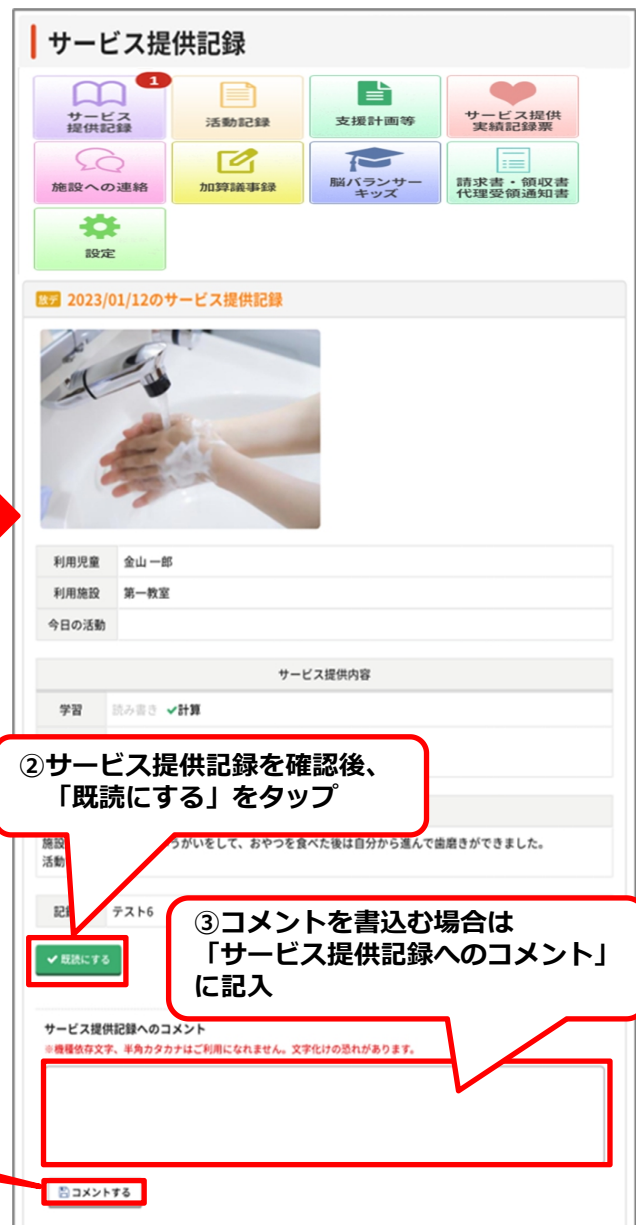 サービス提供記録
1
サービス
提供記録
活動記録
支援計画等
サービス提供
実績記録票
施設への連絡
加算議事録
脳バランサー
キッズ
請求書・領収書
代理受領通知書
設定
放デ 2023/01/12のサービス提供記録
利用児童 金山 一郎
利用施設 第一教室
今日の活動
サービス提供内容
学習 読み書き ✔計算
②サービス提供記録を確認後、
「既読にする」をタップ
施設
うがいをして、おやつを食べた後は自分から進んで歯磨きができました。
活動
テスト6
③コメントを書込む場合は
「サービス提供記録へのコメント」
に記入
✔ 既読にする
サービス提供記録へのコメント
※機種依存文字、半角カタカナはご利用になれません。文字化けの恐れがあります。
コメントする